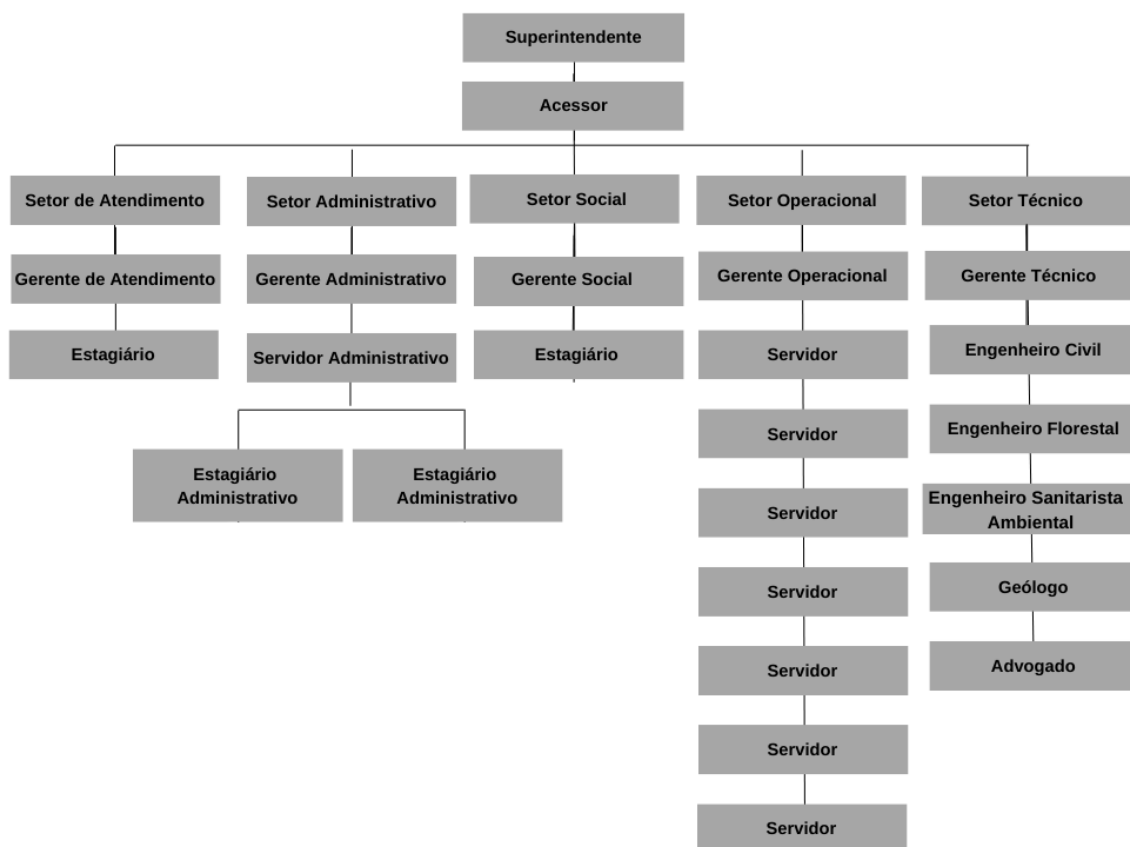 Superintendente
Acessor
Setor de Atendimento
Setor Administrativo
Setor Social
Setor Operacional
Setor Técnico
Gerente de Atendimento
Gerente Administrativo
Gerente Social
Gerente Operacional
Gerente Técnico
Estagiário
Servidor Administrativo
Estagiário
Servidor
Engenheiro Civil
Estagiário
Administrativo
Estagiário
Administrativo
Servidor
Engenheiro Florestal
Servidor
Engenheiro Sanitarista
Ambiental
Servidor
Geólogo
Servidor
Advogado
Servidor
Servidor